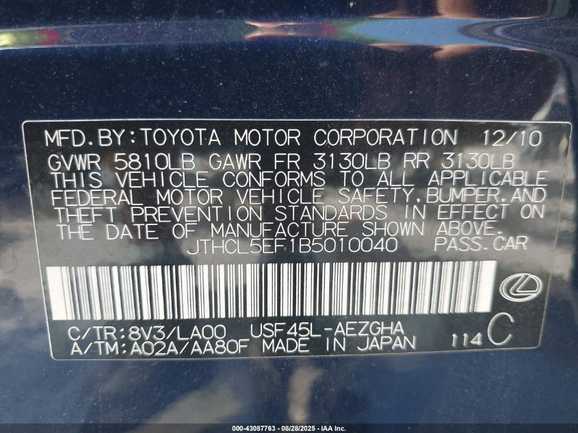 MFD.BY:TOYOTA MOTOR CORPORATION 12/10
GVWR 5810LB GAWR FR 3130LB RR 3130LB
THIS VEHICLE CONFORMS TO ALL APPLICABLE
FEDERAL MOTOR VEHICLE SAFETY,BUMPER,AND
THEFT PREVENTION STANDARDS IN EFFECT ON
THE DATE OF MANUFACTURE SHOWN ABOVE.
JTHCL5EF1B5010040 PASS.CAR
C/TR:8V3/LA00 USF45L-AEZGHA
A/TM:A02A/AA80F MADE IN JAPAN 114 C
000-43087763 08/28/2025 IAA Inc.